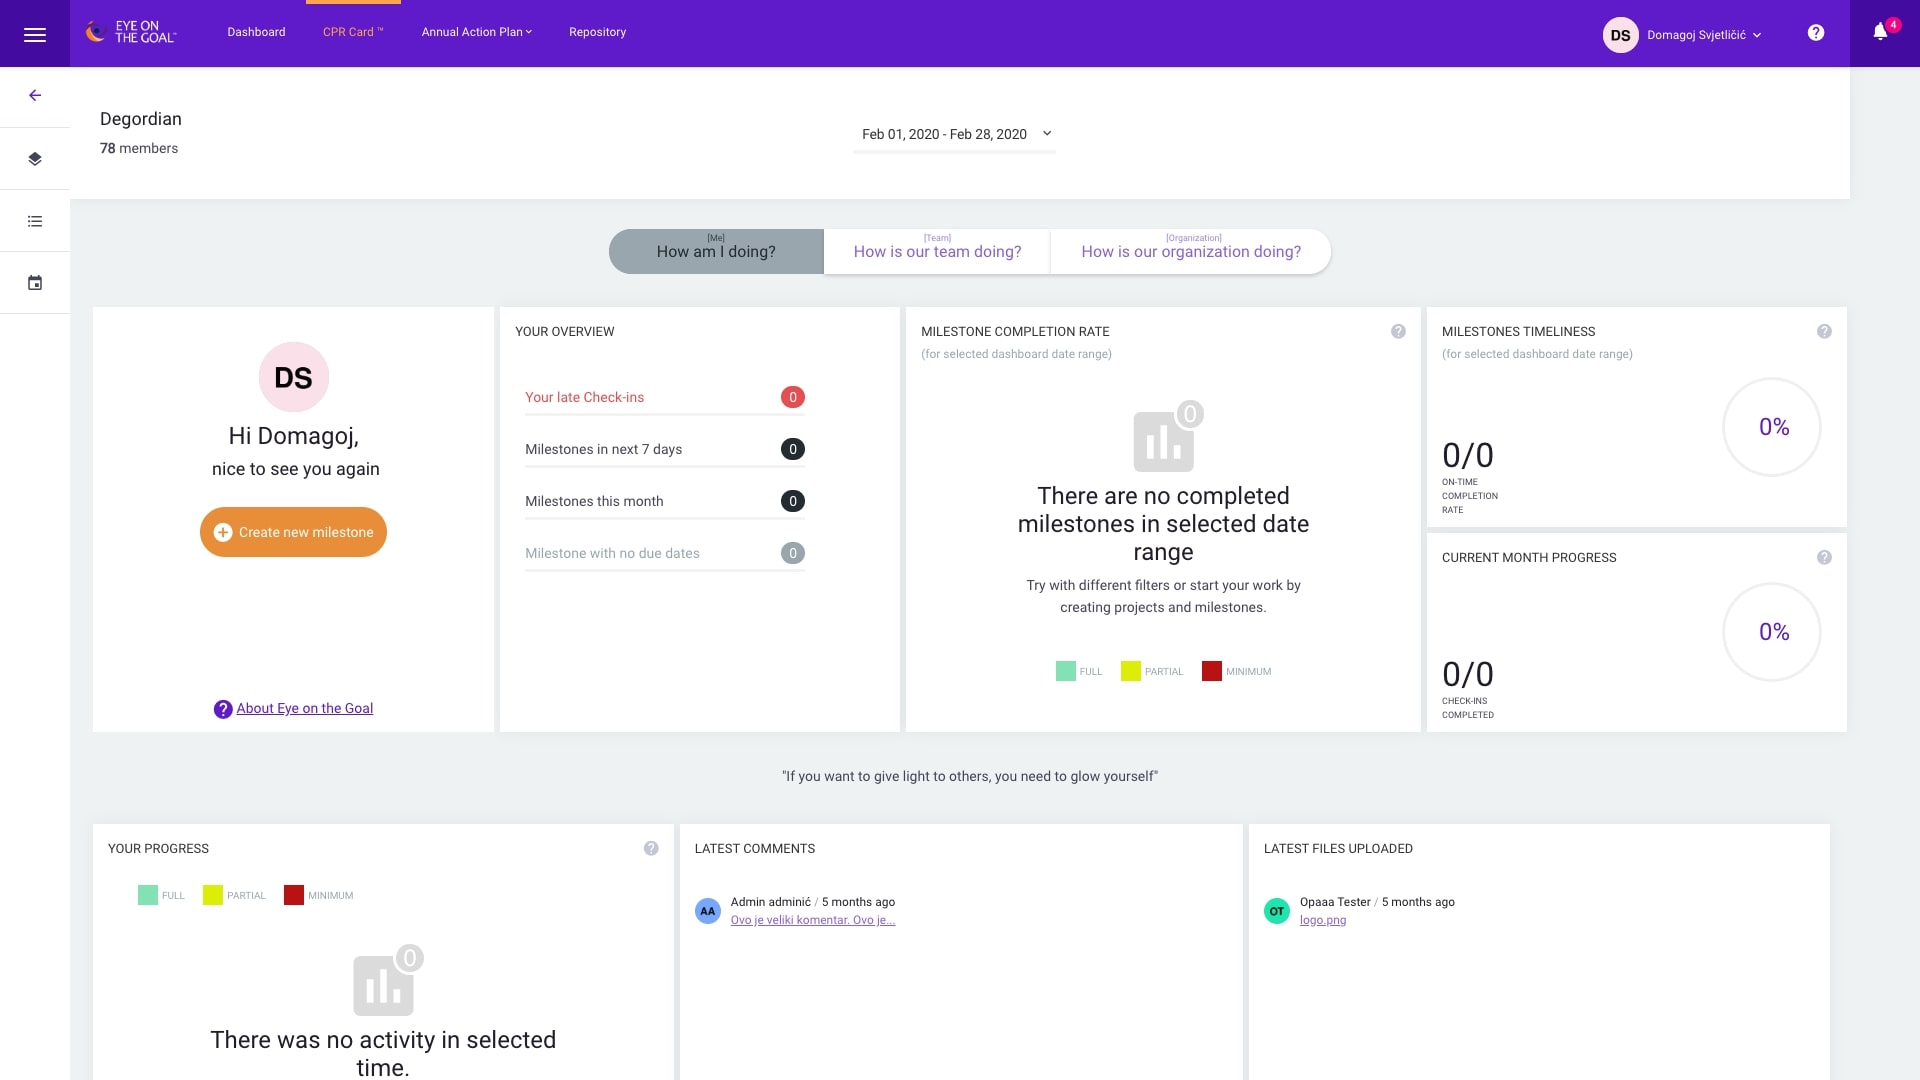 EYE ON
THE GOAL™
Dashboard
CPR Card ™
Annual Action Plan
Repository
DS
Domagoj Svjetličić
?
4
Degordian
78 members
Feb 01, 2020 - Feb 28, 2020
[Me]
How am I doing?
[Team]
How is our team doing?
[Organization]
How is our organization doing?
DS
Hi Domagoj,
nice to see you again
Create new milestone
? About Eye on the Goal
YOUR OVERVIEW
Your late Check-ins 0
Milestones in next 7 days 0
Milestones this month 0
Milestone with no due dates 0
MILESTONE COMPLETION RATE ?
(for selected dashboard date range)
0
There are no completed
milestones in selected date
range
Try with different filters or start your work by
creating projects and milestones.
FULL PARTIAL MINIMUM
MILESTONES TIMELINESS ?
(for selected dashboard date range)
0%
0/0
ON-TIME
COMPLETION
RATE
CURRENT MONTH PROGRESS ?
0%
0/0
CHECK-INS
COMPLETED
"If you want to give light to others, you need to glow yourself"
YOUR PROGRESS ?
FULL PARTIAL MINIMUM
0
There was no activity in selected
time.
LATEST COMMENTS
AA
Admin adminić / 5 months ago
Ovo je veliki komentar. Ovo je...
LATEST FILES UPLOADED
OT
Opaaa Tester / 5 months ago
logo.png